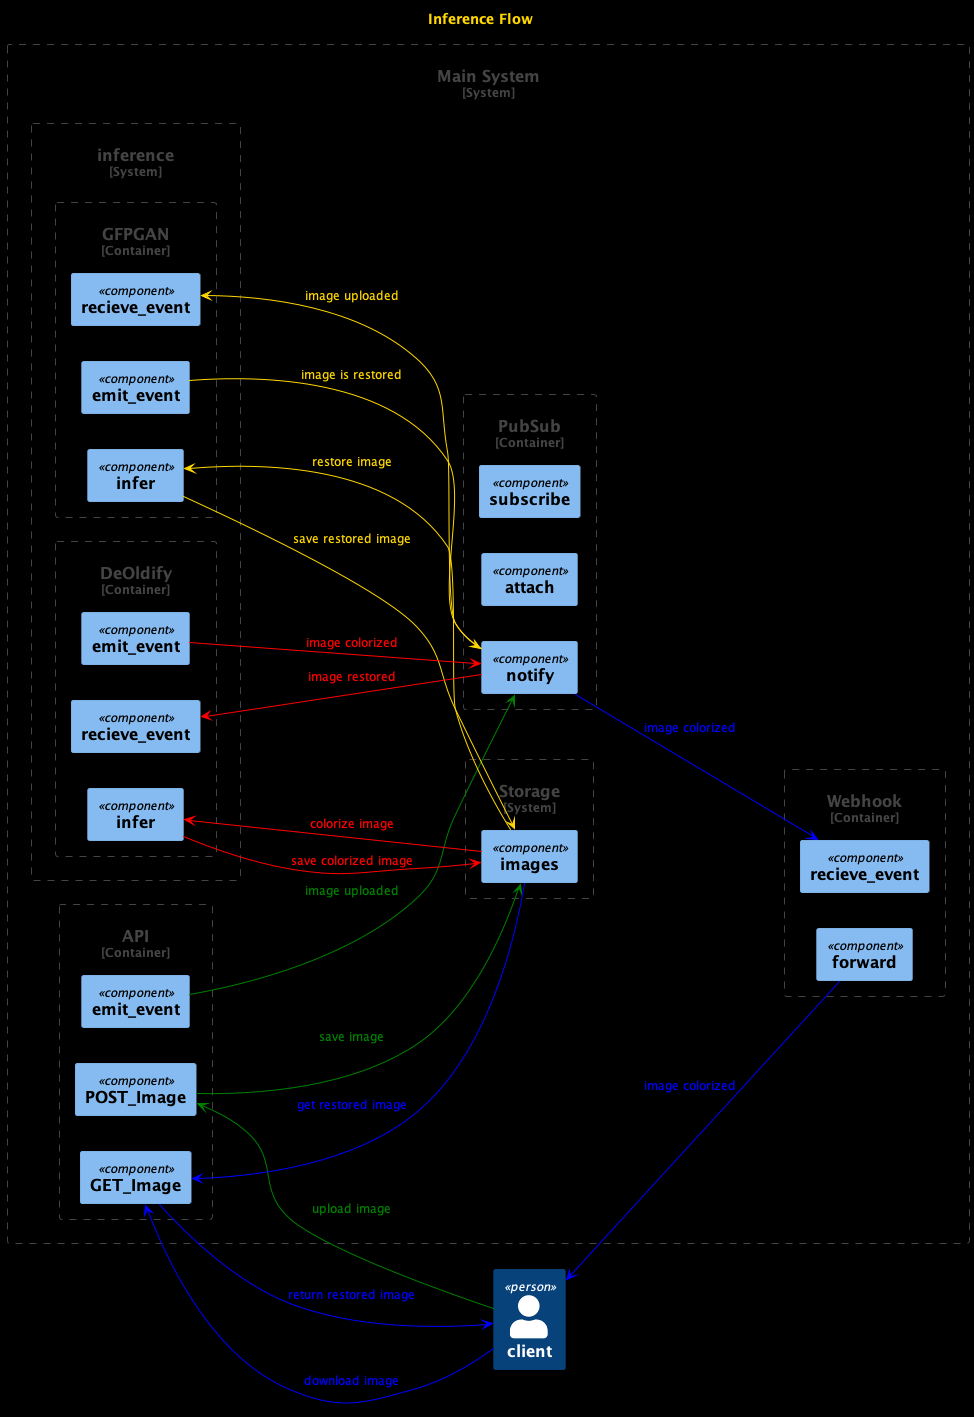 Inference Flow
Main System
[System]
inference
[System]
GFPGAN
[Container]
«component»
recieve_event
«component»
emit_event
«component»
infer
DeOldify
[Container]
«component»
emit_event
«component»
recieve_event
«component»
infer
API
[Container]
«component»
emit_event
«component»
POST_Image
«component»
GET_Image
image uploaded
image is restored
restore image
save restored image
image colorized
image restored
colorize image
save colorized image
image uploaded
save image
get restored image
upload image
return restored image
download image
PubSub
[Container]
«component»
subscribe
«component»
attach
«component»
notify
Storage
[System]
«component»
images
image colorized
Webhook
[Container]
«component»
recieve_event
«component»
forward
image colorized
«person»
client